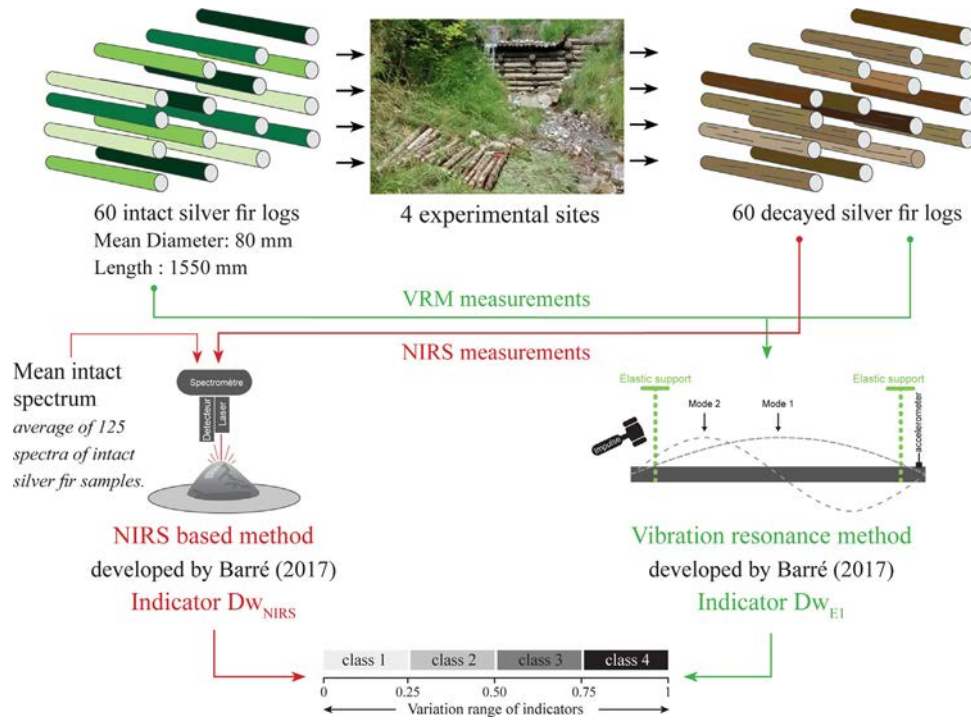 60 intact silver fir logs
Mean Diameter: 80 mm
Length : 1550 mm
4 experimental sites
60 decayed silver fir logs
VRM measurements
NIRS measurements
Mean intact
spectrum
average of 125
spectra of intact
silver fir samples.
Spectromètre
Detecteur
Laser
Elastic support
Elastic support
Mode 2
Mode 1
Impulse
accelerometer
NIRS based method
developed by Barré (2017)
Indicator Dw_NIRS
Vibration resonance method
developed by Barré (2017)
Indicator Dw_E1
class 1 class 2 class 3 class 4
0 0.25 0.50 0.75 1
Variation range of indicators